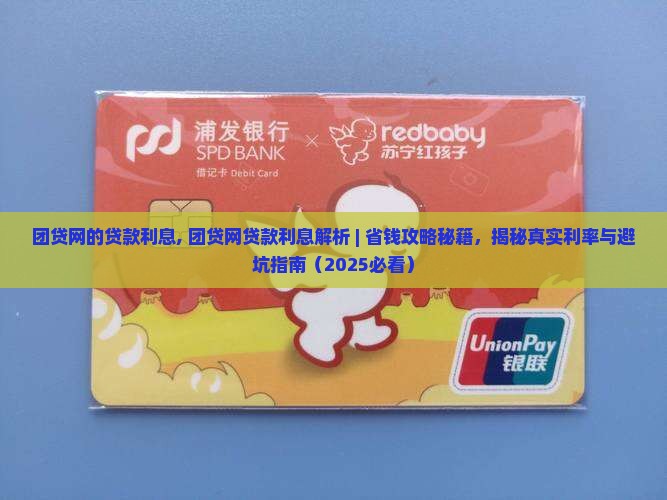 浦发银行
SPD BANK
借记卡 Debit Card
×
redbaby
苏宁红孩子
团贷网的贷款利息, 团贷网贷款利息解析 | 省钱攻略秘籍，揭秘真实利率与避
坑指南（2025必看）
UnionPay
银联